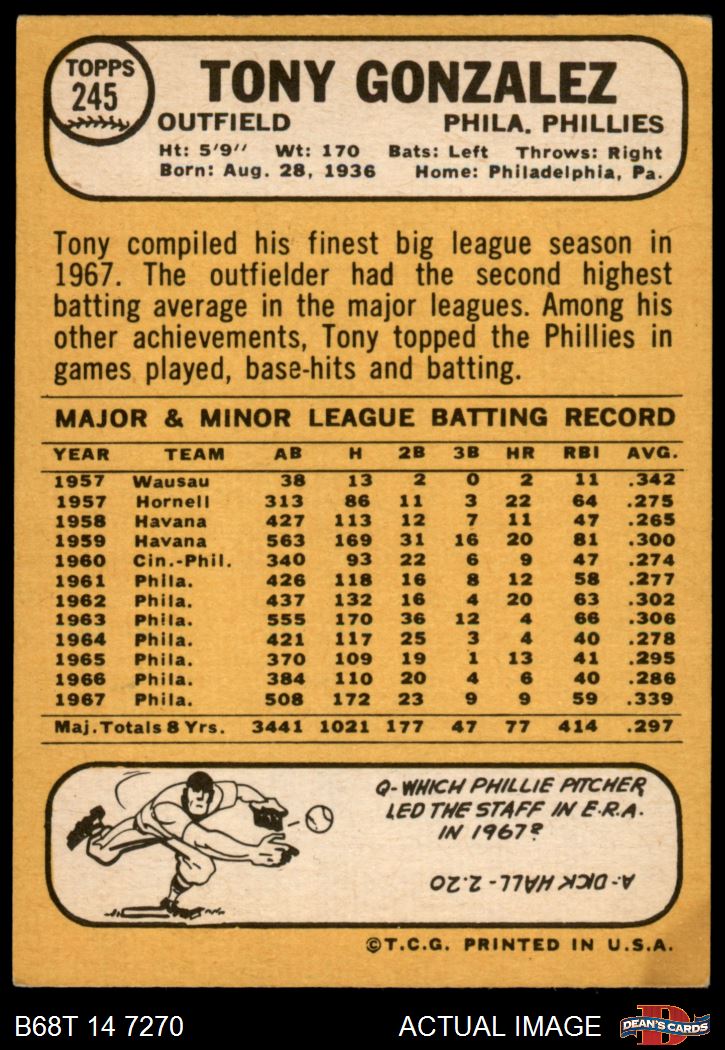 TOPPS
245
TONY GONZALEZ
OUTFIELD PHILA. PHILLIES
Ht: 5'9" Wt: 170 Bats: Left Throws: Right
Born: Aug. 28, 1936 Home: Philadelphia, Pa.
Tony compiled his finest big league season in
1967. The outfielder had the second highest
batting average in the major leagues. Among his
other achievements, Tony topped the Phillies in
games played, base-hits and batting.
MAJOR & MINOR LEAGUE BATTING RECORD
YEAR TEAM AB H 2B 3B HR RBI AVG.
1957 Wausau 38 13 2 0 2 11 .342
1957 Hornell 313 86 11 3 22 64 .275
1958 Havana 427 113 12 7 11 47 .265
1959 Havana 563 169 31 16 20 81 .300
1960 Cin.-Phil. 340 93 22 6 9 47 .274
1961 Phila. 426 118 16 8 12 58 .277
1962 Phila. 437 132 16 4 20 63 .302
1963 Phila. 555 170 36 12 4 66 .306
1964 Phila. 421 117 25 3 4 40 .278
1965 Phila. 370 109 19 1 13 41 .295
1966 Phila. 384 110 20 4 6 40 .286
1967 Phila. 508 172 23 9 9 59 .339
Maj. Totals 8 Yrs. 3441 1021 177 47 77 414 .297
Q-WHICH PHILLIE PITCHER
LED THE STAFF IN E.R.A.
IN 1967?
A-DICK HALL-2.20
©T.C.G. PRINTED IN U.S.A.
B68T 14 7270 ACTUAL IMAGE
D
DEAN'S CARDS